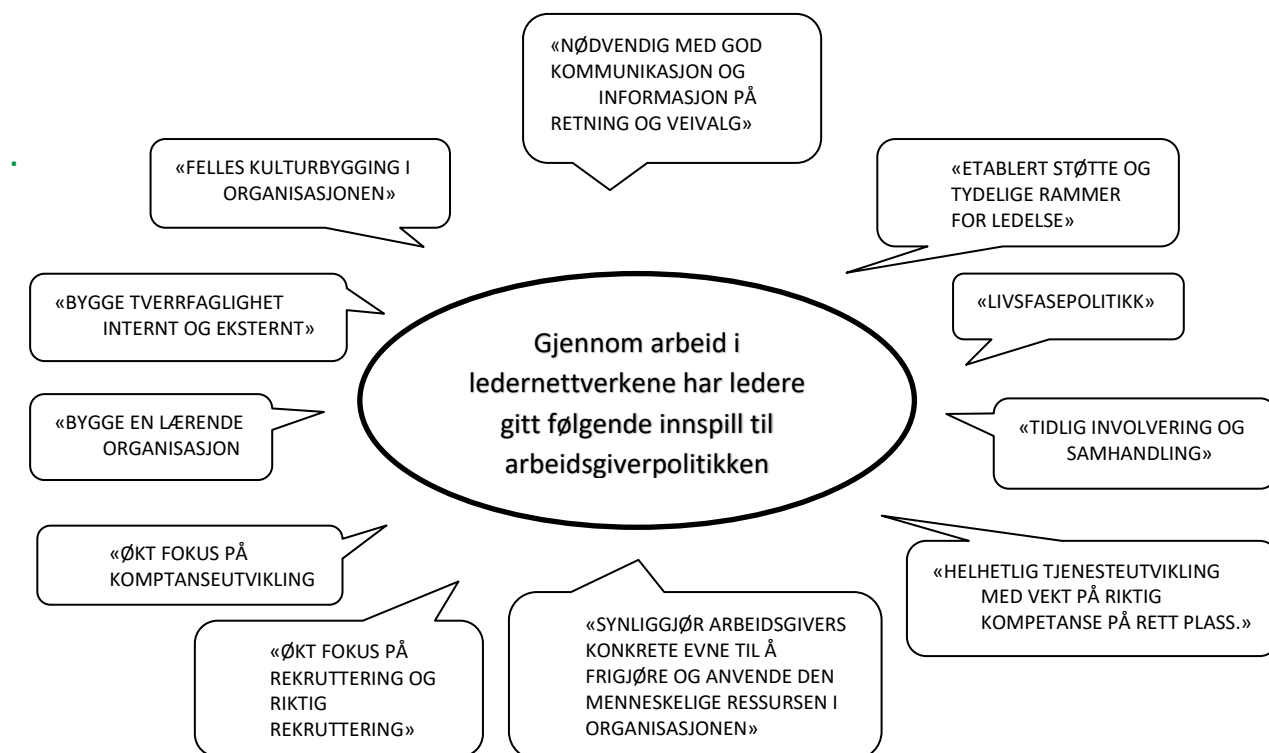 «NØDVENDIG MED GOD
KOMMUNIKASJON OG
INFORMASJON PÅ
RETNING OG VEIVALG»
«FELLES KULTURBYGGING I
ORGANISASJONEN»
«ETABLERT STØTTE OG
TYDELIGE RAMMER
FOR LEDELSE»
«BYGGE TVERRFAGLIGHET
INTERNT OG EKSTERNT»
«LIVSFASEPOLITIKK»
Gjennom arbeid i
ledernettverkene har ledere
gitt følgende innspill til
arbeidsgiverpolitikken
«BYGGE EN LÆRENDE
ORGANISASJON
«TIDLIG INVOLVERING OG
SAMHANDLING»
«ØKT FOKUS PÅ
KOMPTANSEUTVIKLING
«HELHETLIG TJENESTEUTVIKLING
MED VEKT PÅ RIKTIG
KOMPETANSE PÅ RETT PLASS.»
«ØKT FOKUS PÅ
REKRUTTERING OG
RIKTIG
REKRUTTERING»
«SYNLIGGJØR ARBEIDSGIVERS
KONKRETE EVNE TIL Å
FRIGJØRE OG ANVENDE DEN
MENNESKELIGE RESSURSEN I
ORGANISASJONEN»